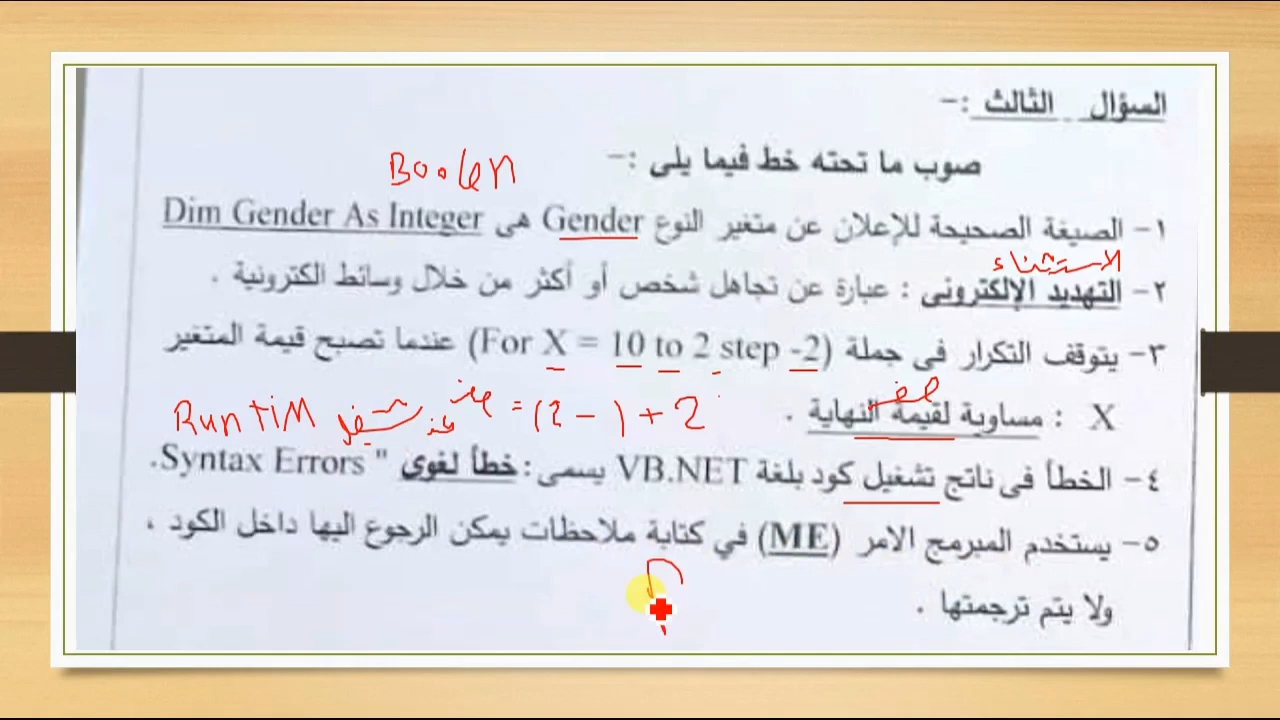 السؤال الثالث :-
صوب ما تحته خط فيما يلى :-
Boolen
١- الصيغة الصحيحة للإعلان عن متغير النوع Gender هى Dim Gender As Integer
الاستثناء
٢- التهديد الإلكترونى : عبارة عن تجاهل شخص أو أكثر من خلال وسائط الكترونية .
٣- يتوقف التكرار فى جملة (For X = 10 to 2 step -2) عندما تصبح قيمة المتغير
X : مساوية لقيمة النهاية .
RunTiM
٤- الخطأ فى ناتج تشغيل كود بلغة VB.NET يسمى : خطأ لغوى " Syntax Errors.
٥- يستخدم المبرمج الامر (ME) في كتابة ملاحظات يمكن الرجوع اليها داخل الكود ،
ولا يتم ترجمتها .